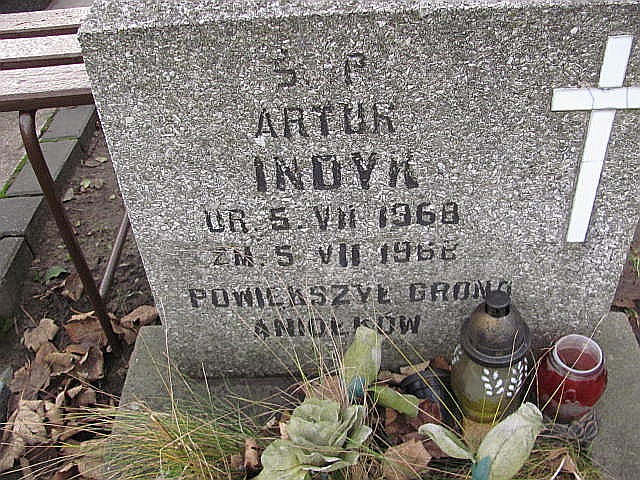 Ś P
ARTUR
INDYK
UR. 5. VII 1968
ZM. 5 VII 1968
POWIĘKSZYŁ GRONO
ANIOŁKÓW